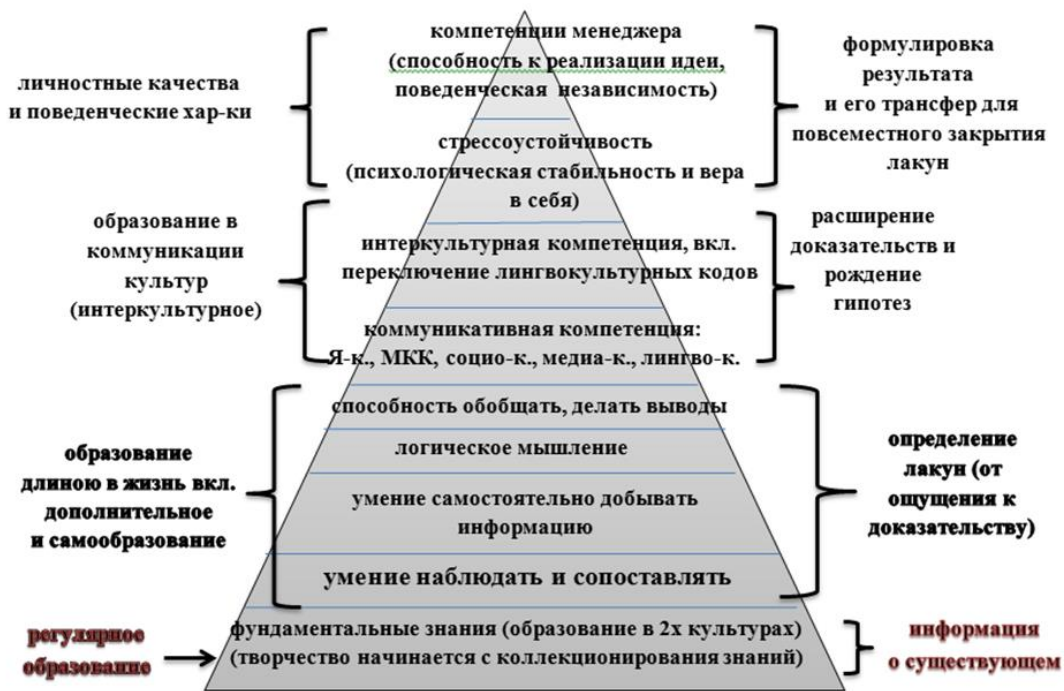 личностные качества
и поведенческие хар-ки
компетенции менеджера
(способность к реализации идеи,
поведенческая независимость)
стрессоустойчивость
(психологическая стабильность и вера
в себя)
формулировка
результата
и его трансфер для
повсеместного закрытия
лакун
образование в
коммуникации
культур
(интеркультурное)
интеркультурная компетенция, вкл.
переключение лингвокультурных кодов
коммуникативная компетенция:
Я-к., МКК, социо-к., медиа-к., лингво-к.
расширение
доказательств и
рождение
гипотез
образование
длиною в жизнь вкл.
дополнительное
и самообразование
способность обобщать, делать выводы
логическое мышление
умение самостоятельно добывать
информацию
умение наблюдать и сопоставлять
определение
лакун (от
ощущения к
доказательству)
регулярное
образование
фундаментальные знания (образование в 2х культурах)
(творчество начинается с коллекционирования знаний)
информация
о существующем